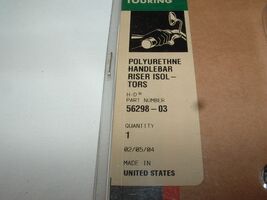 TOURING
POLYURETHNE
HANDLEBAR
RISER ISOL-
TORS
H-D®
PART NUMBER
56298-03
QUANTITY
1
02/05/04
MADE IN
UNITED STATES